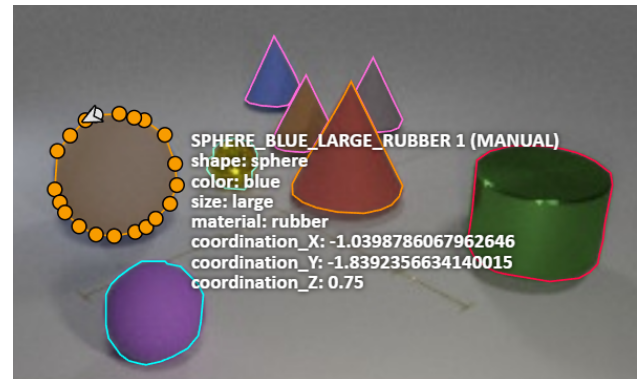 SPHERE_BLUE_LARGE_RUBBER 1 (MANUAL)
shape: sphere
color: blue
size: large
material: rubber
coordination_X: -1.0398786067962646
coordination_Y: -1.8392356634140015
coordination_Z: 0.75